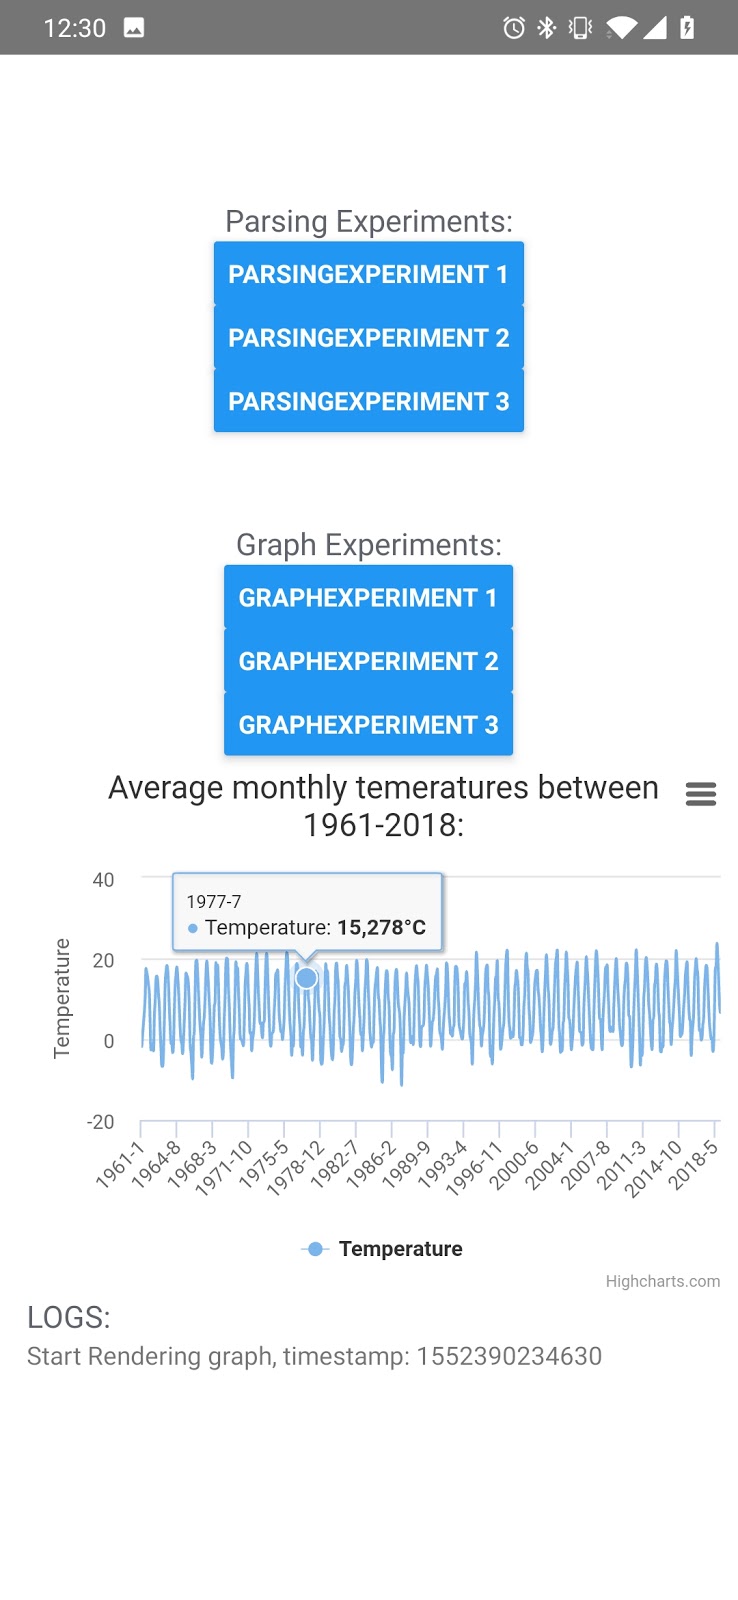 12:30
Parsing Experiments:
PARSINGEXPERIMENT 1
PARSINGEXPERIMENT 2
PARSINGEXPERIMENT 3
Graph Experiments:
GRAPHEXPERIMENT 1
GRAPHEXPERIMENT 2
GRAPHEXPERIMENT 3
Average monthly temeratures between
1961-2018:
40
1977-7
Temperature: 15,278°C
20
Temperature
0
-20
1961-1
1964-8
1968-3
1971-10
1975-5
1978-12
1982-7
1986-2
1989-9
1993-4
1996-11
2000-6
2004-1
2007-8
2011-3
2014-10
2018-5
Temperature
Highcharts.com
LOGS:
Start Rendering graph, timestamp: 1552390234630